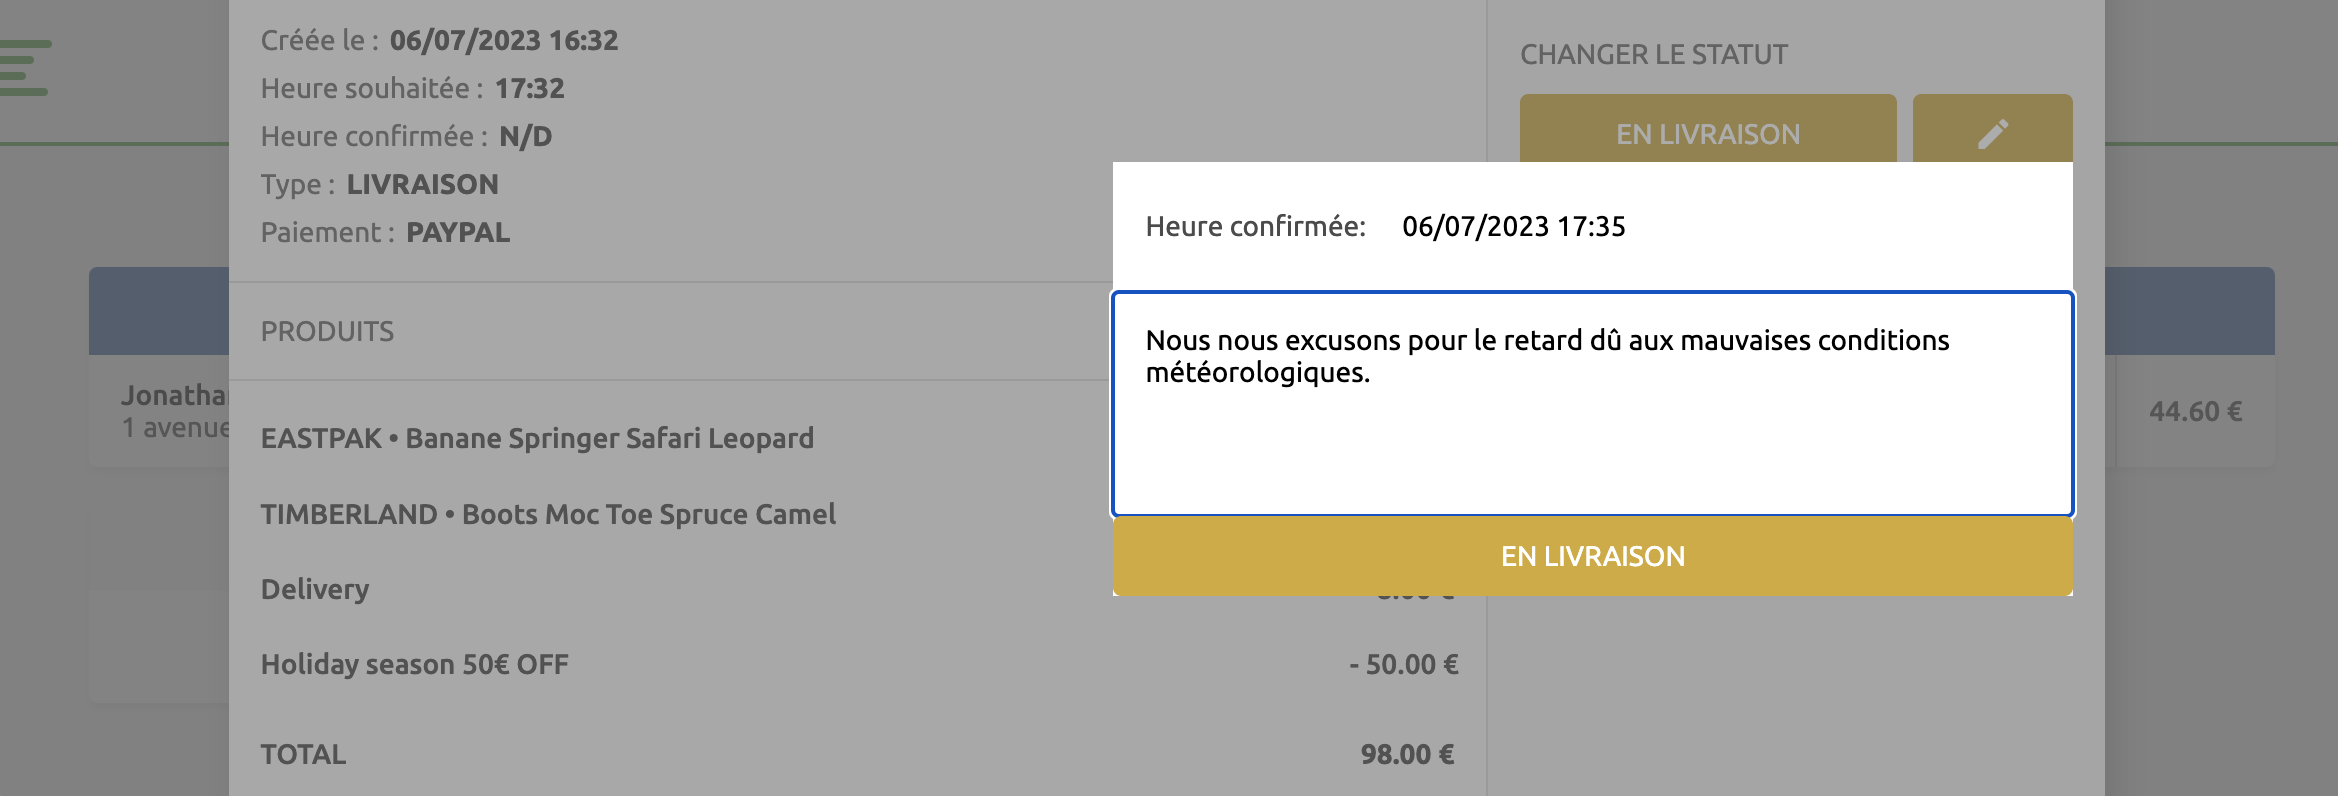 Créée le : 06/07/2023 16:32
Heure souhaitée : 17:32
Heure confirmée : N/D
Type : LIVRAISON
Paiement : PAYPAL
CHANGER LE STATUT
EN LIVRAISON
Heure confirmée: 06/07/2023 17:35
Nous nous excusons pour le retard dû aux mauvaises conditions
météorologiques.
EN LIVRAISON
PRODUITS
EASTPAK • Banane Springer Safari Leopard
TIMBERLAND • Boots Moc Toe Spruce Camel
Delivery
Holiday season 50€ OFF - 50.00 €
TOTAL 98.00 €
1 avenue
44.60 €